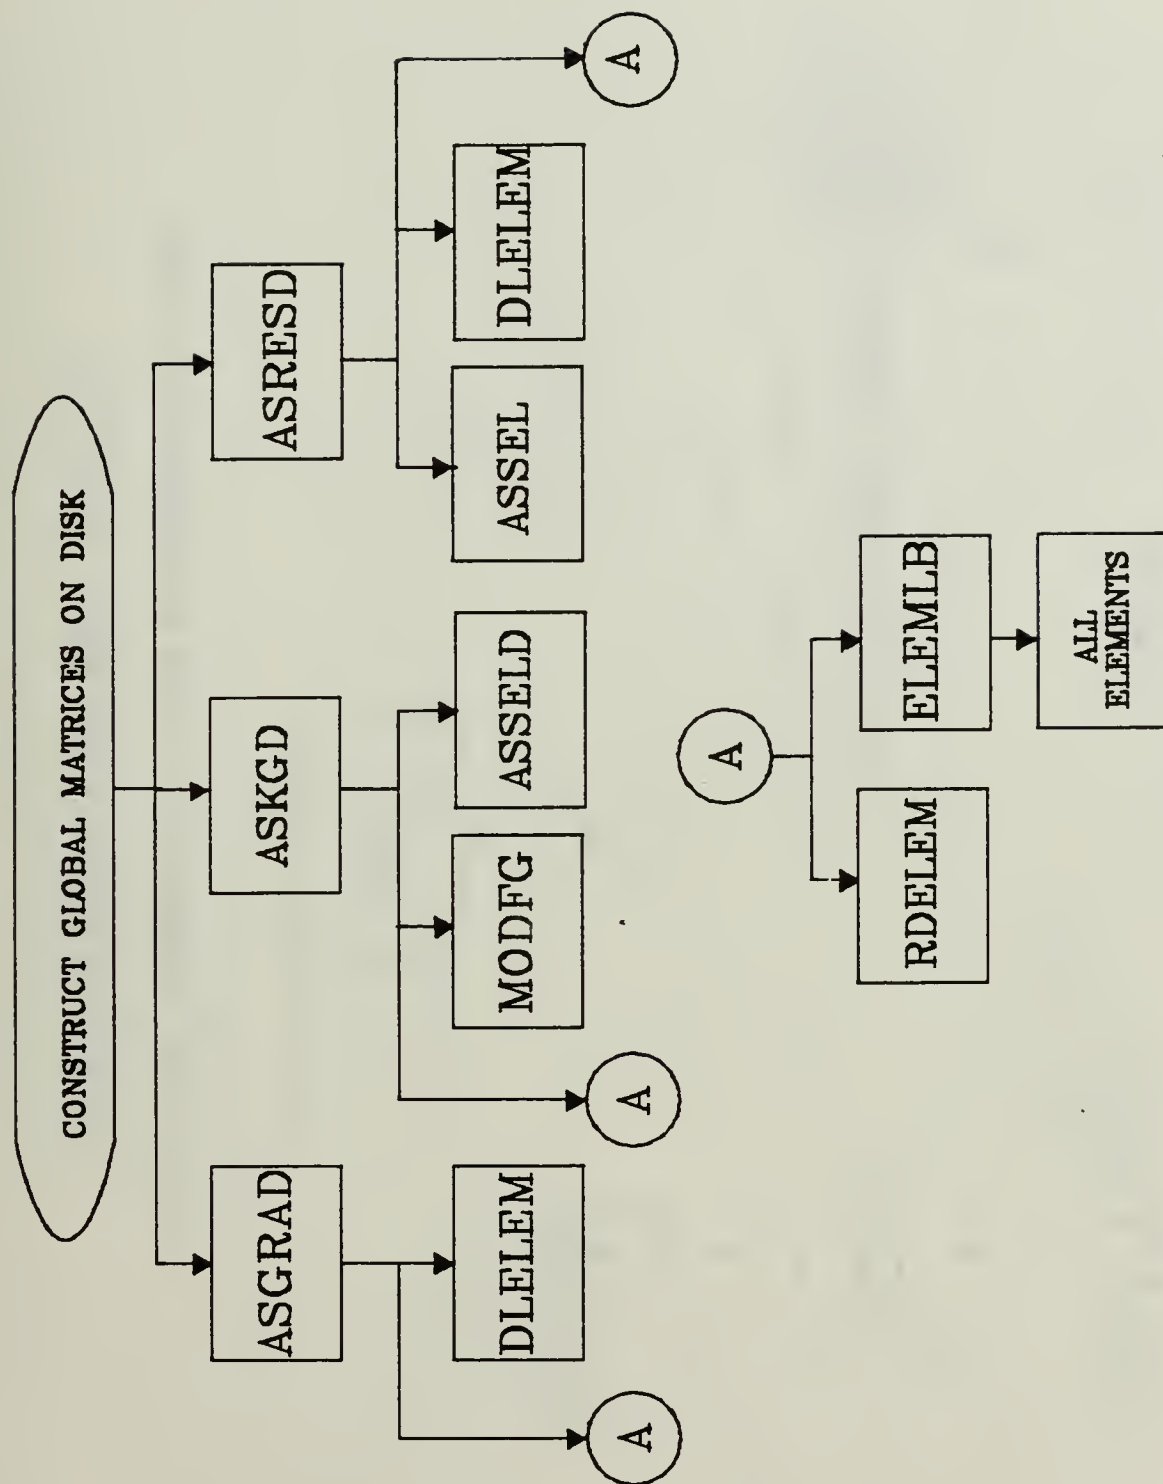 CONSTRUCT GLOBAL MATRICES ON DISK
ASGRAD
ASKGD
ASRESD
A
DLELEM
A
MODFG
ASSELD
ASSEL
DLELEM
A
A
RDELEM
ELEMLB
ALL
ELEMENTS